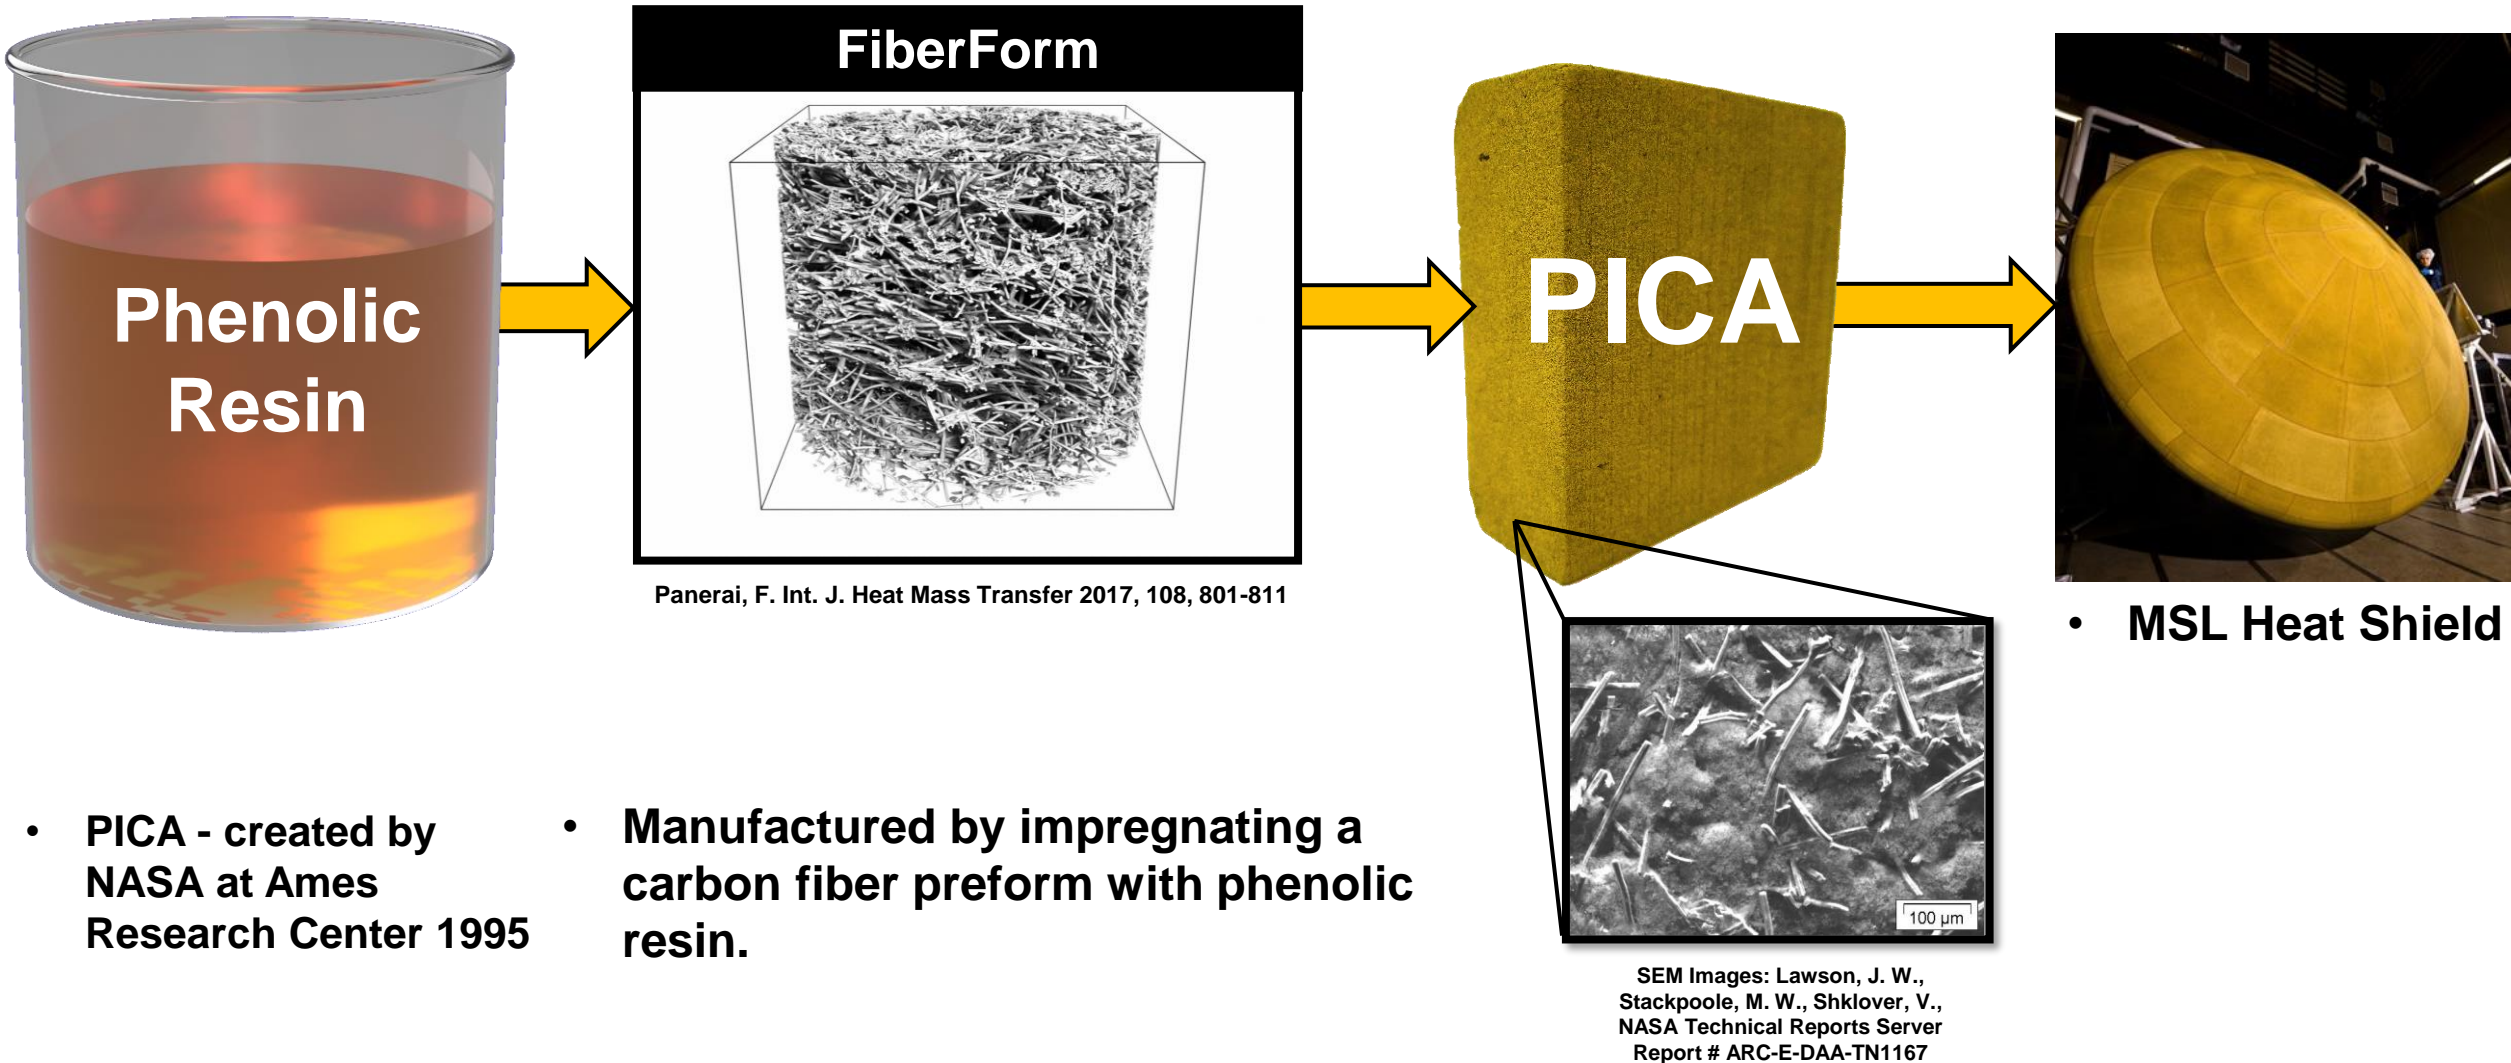 Phenolic
Resin
FiberForm
Panerai, F. Int. J. Heat Mass Transfer 2017, 108, 801-811
PICA
• MSL Heat Shield
• PICA - created by
NASA at Ames
Research Center 1995
• Manufactured by impregnating a
carbon fiber preform with phenolic
resin.
100 µm
SEM Images: Lawson, J. W.,
Stackpoole, M. W., Shklover, V.,
NASA Technical Reports Server
Report # ARC-E-DAA-TN1167